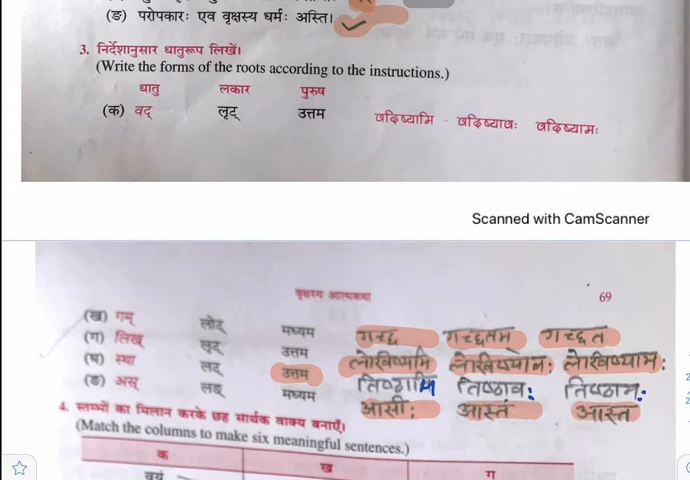 (ङ) परोपकारः एव वृक्षस्य धर्मः अस्ति।
3. निर्देशानुसार धातुरूप लिखें।
(Write the forms of the roots according to the instructions.)
धातु लकार पुरुष
(क) वद् लृट् उत्तम वदिष्यामि - वदिष्यावः वदिष्यामः
Scanned with CamScanner
वृक्षस्य आत्मकथा 69
(ख) गम् लोट् मध्यम गच्छ गच्छतम गच्छत
(ग) लिख् लृट् उत्तम लेखिष्यामि लेखिष्यावः लेखिष्यामः
(घ) स्था लट् उत्तम तिष्ठामि तिष्ठावः तिष्ठामः
(ङ) अस् लङ् मध्यम आसीः आस्तं आस्त
4. स्तम्भों का मिलान करके छह सार्थक वाक्य बनाएँ।
(Match the columns to make six meaningful sentences.)
क ख ग
वयं